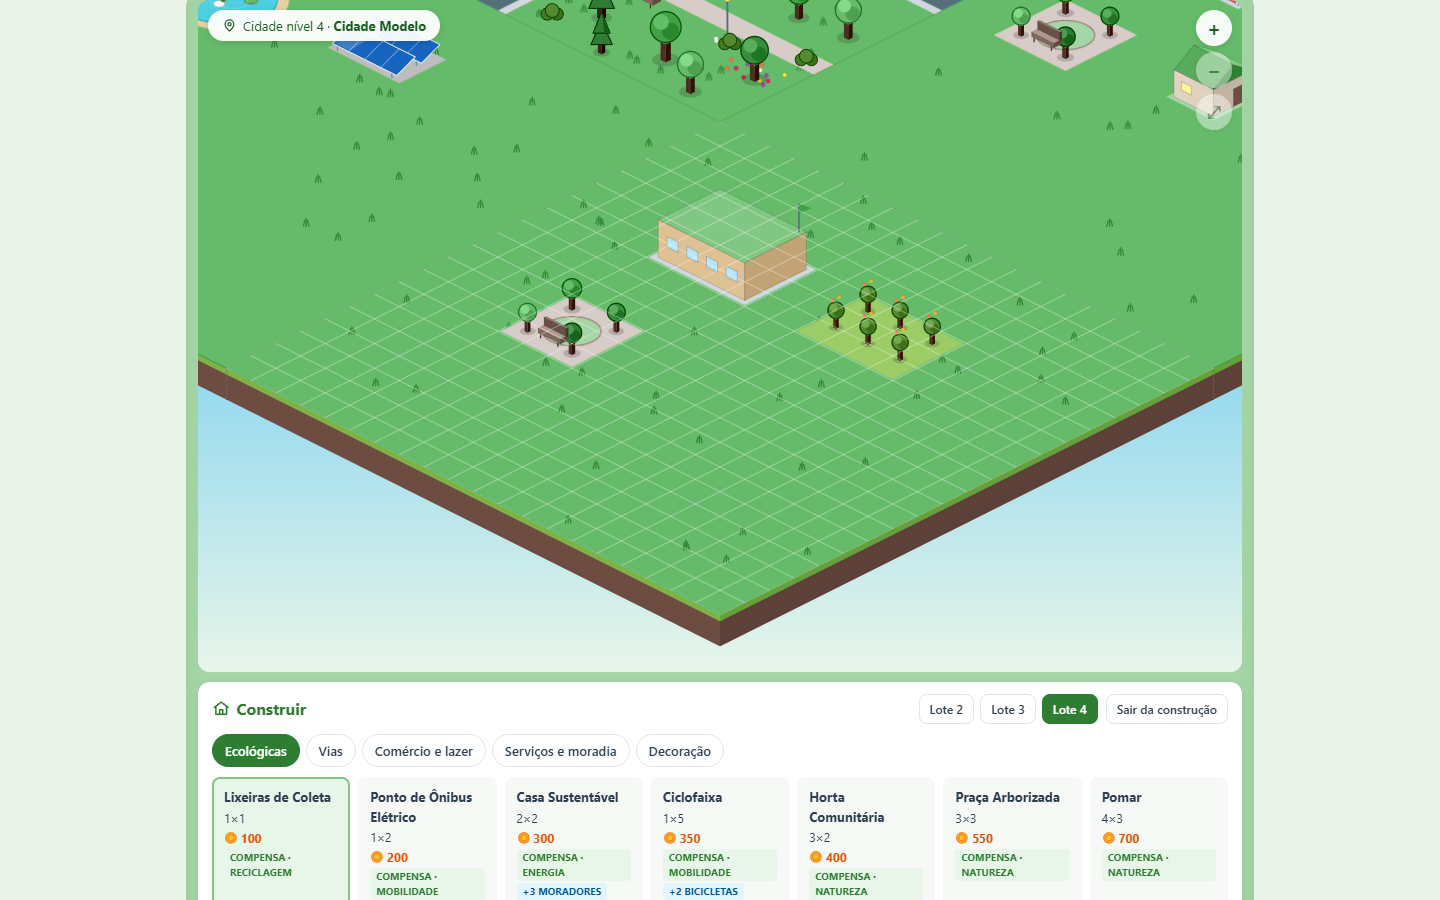 Cidade nível 4 · Cidade Modelo
+
−
Construir
Lote 2
Lote 3
Lote 4
Sair da construção
Ecológicas
Vias
Comércio e lazer
Serviços e moradia
Decoração
Lixeiras de Coleta
1×1
100
COMPENSA ·
RECICLAGEM
Ponto de Ônibus
Elétrico
1×2
200
COMPENSA ·
MOBILIDADE
Casa Sustentável
2×2
300
COMPENSA ·
ENERGIA
+3 MORADORES
Ciclofaixa
1×5
350
COMPENSA ·
MOBILIDADE
+2 BICICLETAS
Horta
Comunitária
3×2
400
COMPENSA ·
NATUREZA
Praça Arborizada
3×3
550
COMPENSA ·
NATUREZA
Pomar
4×3
700
COMPENSA ·
NATUREZA